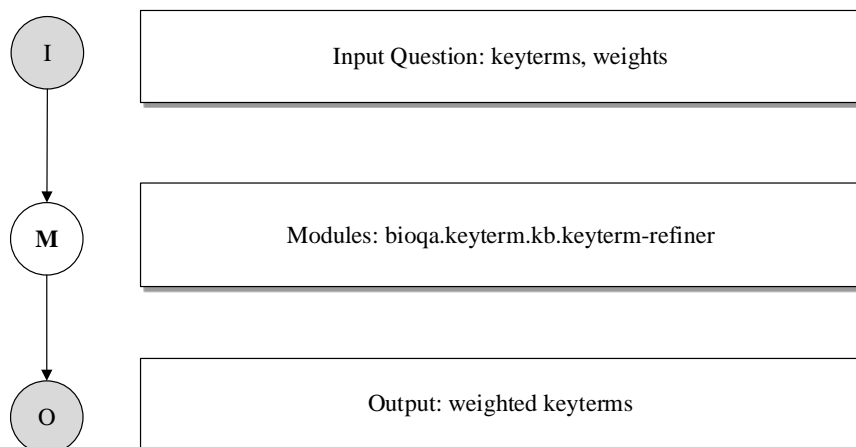 I
Input Question: keyterms, weights
M
Modules: bioqa.keyterm.kb.keyterm-refiner
O
Output: weighted keyterms